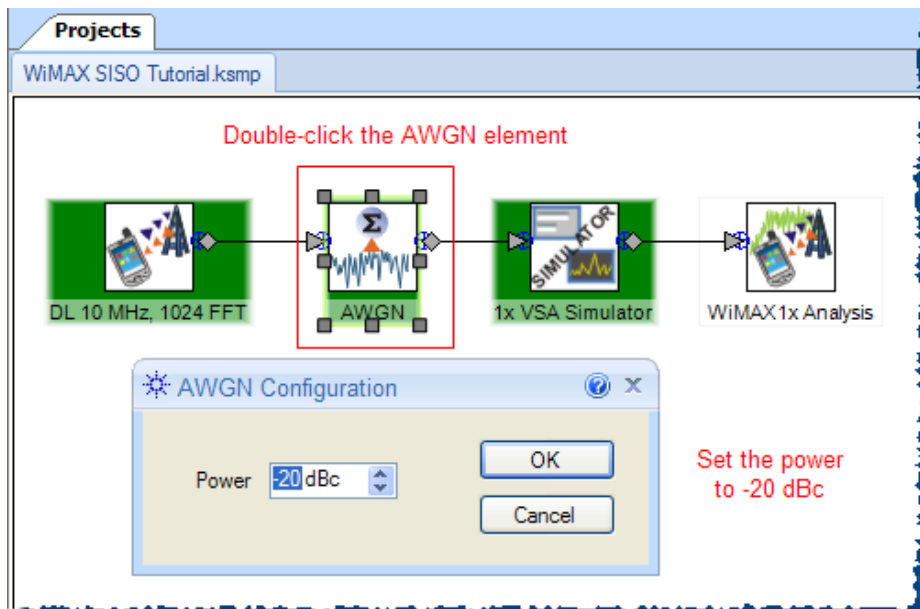 Projects
WiMAX SISO Tutorial.ksmp
Double-click the AWGN element
Σ
SIMULATOR
DL 10 MHz, 1024 FFT
AWGN
1x VSA Simulator
WiMAX1x Analysis
AWGN Configuration
?
X
Power
-20 dBc
OK
Cancel
Set the power
to -20 dBc